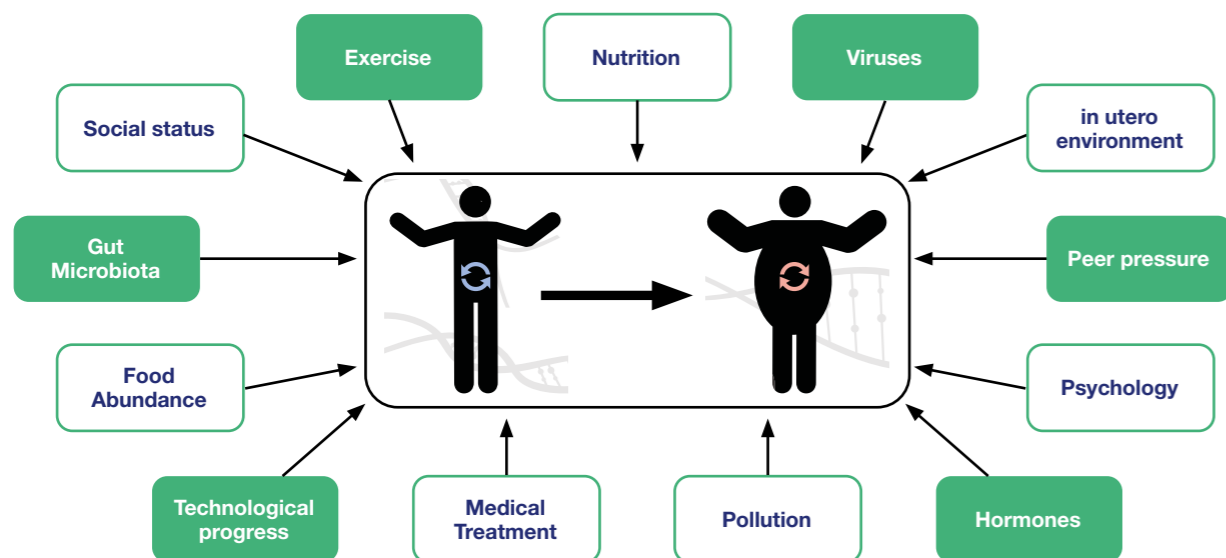 Exercise
Nutrition
Viruses
Social status
in utero
environment
Gut
Microbiota
Peer pressure
Food
Abundance
Psychology
Technological
progress
Medical
Treatment
Pollution
Hormones